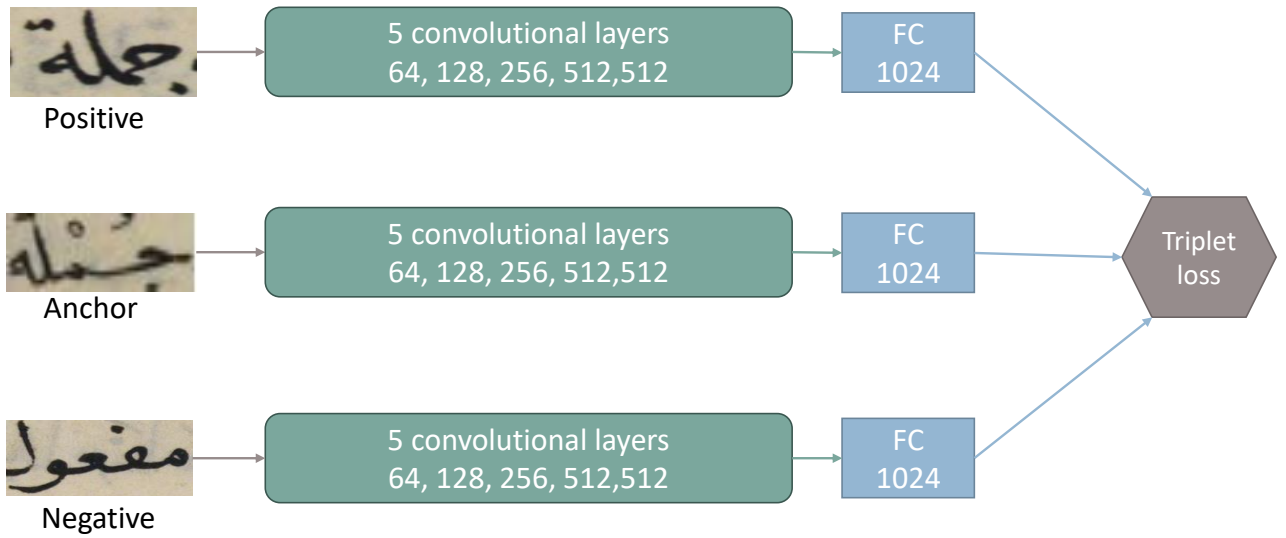 جملة
5 convolutional layers
64, 128, 256, 512,512
FC
1024
Positive
جُمْلة
5 convolutional layers
64, 128, 256, 512,512
FC
1024
Triplet
loss
Anchor
مفعول
5 convolutional layers
64, 128, 256, 512,512
FC
1024
Negative